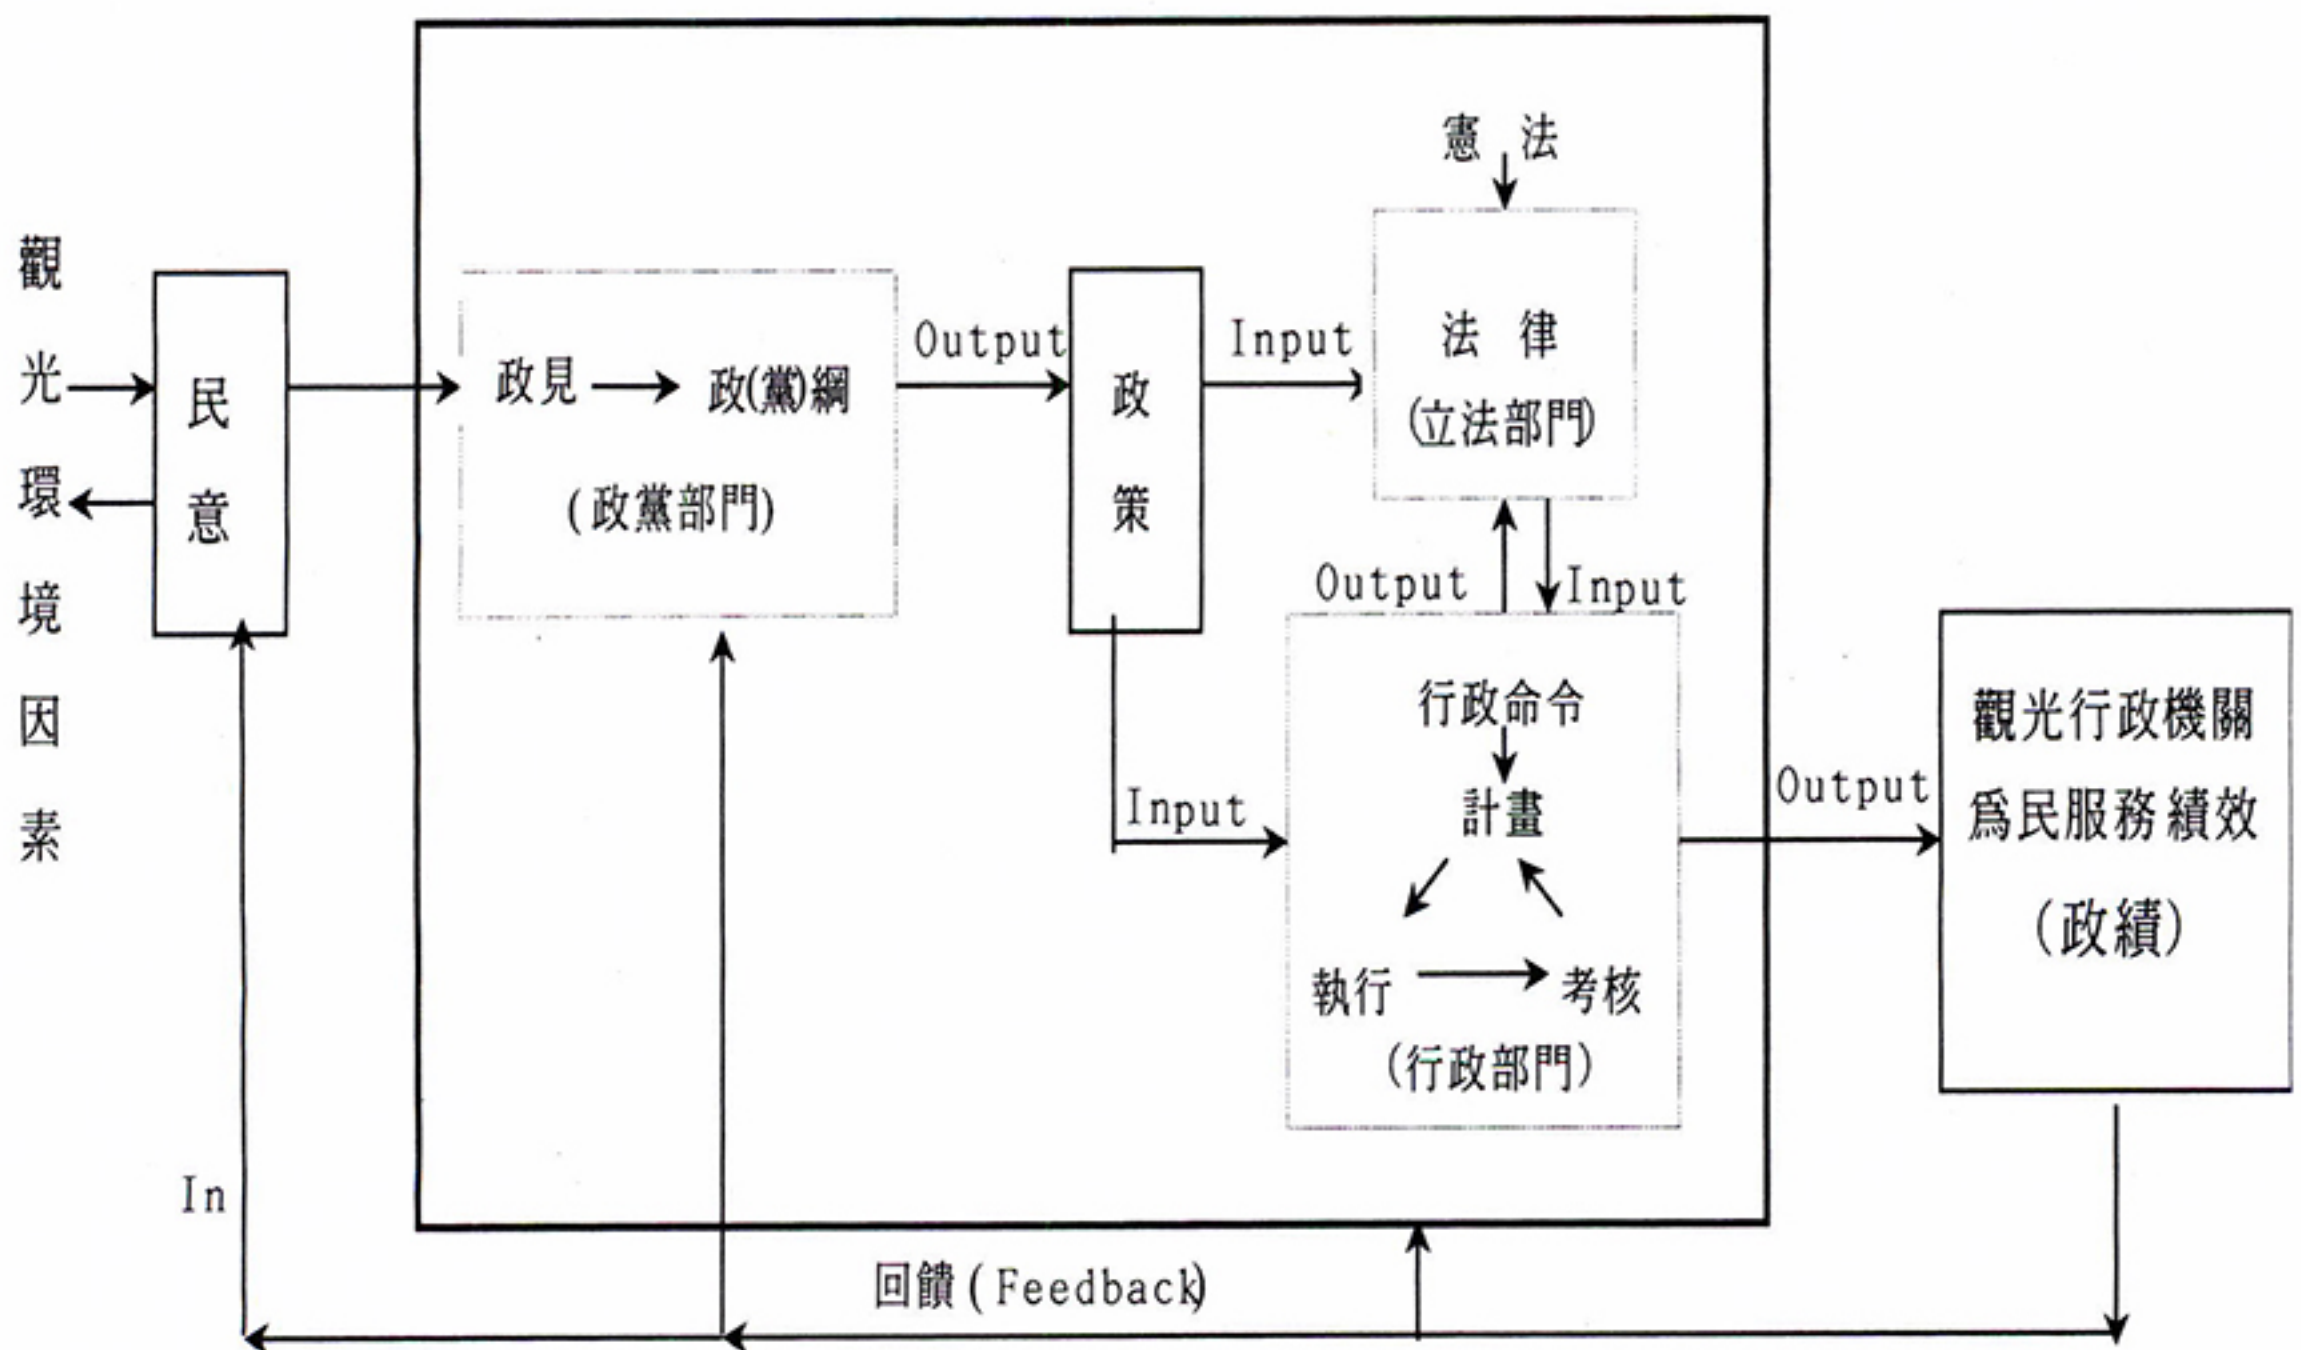 觀光環境因素
民意
政見
政(黨)綱
(政黨部門)
Output
政策
Input
憲 法
法 律
(立法部門)
Output
Input
Input
行政命令
計畫
執行
考核
(行政部門)
Output
觀光行政機關
爲民服務績效
(政績)
In
回饋(Feedback)